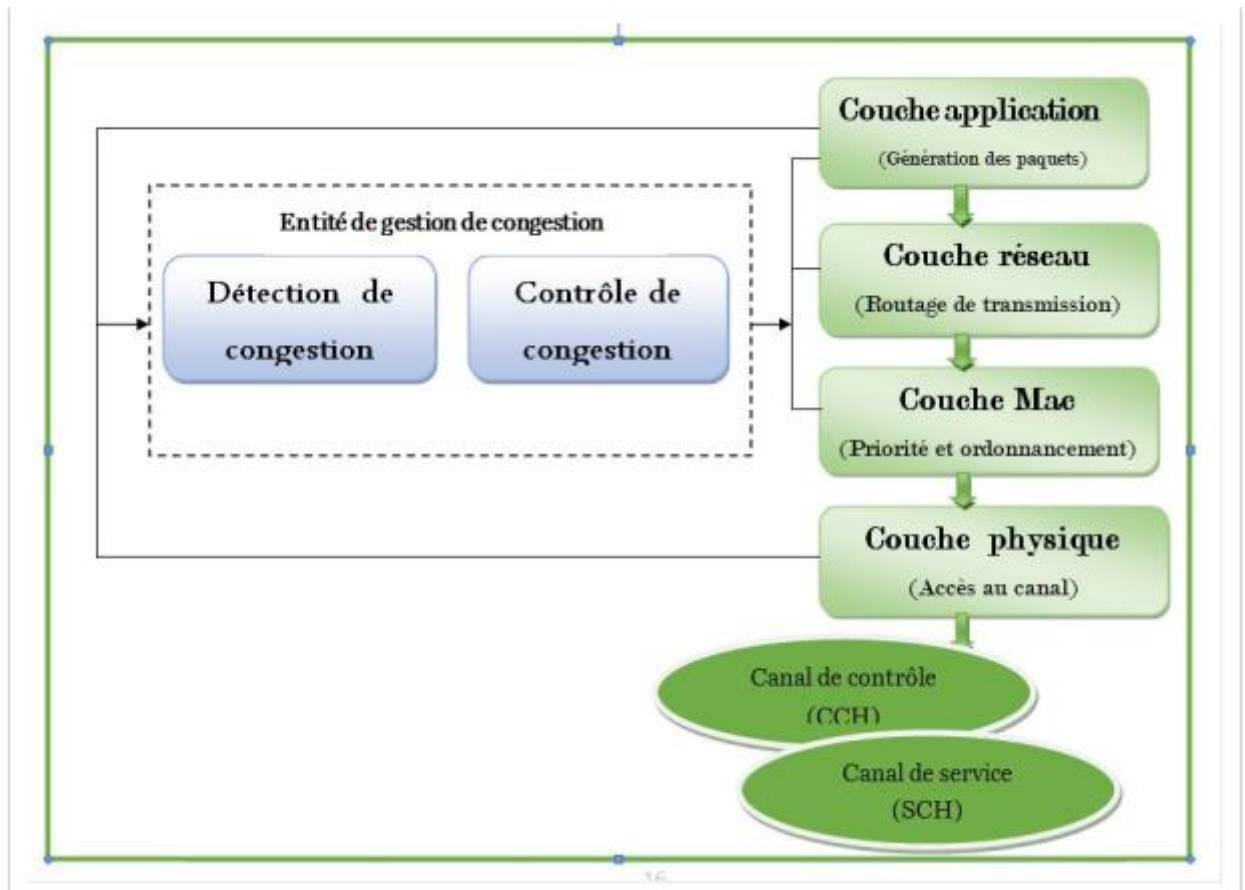 Couche application
(Génération des paquets)
Entité de gestion de congestion
Détection de
congestion
Contrôle de
congestion
Couche réseau
(Routage de transmission)
Couche Mac
(Priorité et ordonnancement)
Couche physique
(Accès au canal)
Canal de contrôle
(CCH)
Canal de service
(SCH)
16